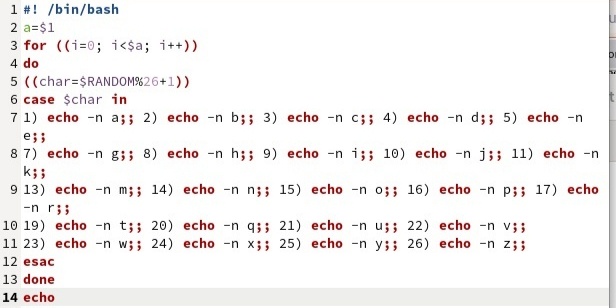 1 #! /bin/bash
2 a=$1
3 for ((i=0; i<$a; i++))
4 do
5 ((char=$RANDOM%26+1))
6 case $char in
7 1) echo -n a;; 2) echo -n b;; 3) echo -n c;; 4) echo -n d;; 5) echo -n
e;;
8 7) echo -n g;; 8) echo -n h;; 9) echo -n i;; 10) echo -n j;; 11) echo -n
k;;
9 13) echo -n m;; 14) echo -n n;; 15) echo -n o;; 16) echo -n p;; 17) echo
-n r;;
10 19) echo -n t;; 20) echo -n q;; 21) echo -n u;; 22) echo -n v;;
11 23) echo -n w;; 24) echo -n x;; 25) echo -n y;; 26) echo -n z;;
12 esac
13 done
14 echo